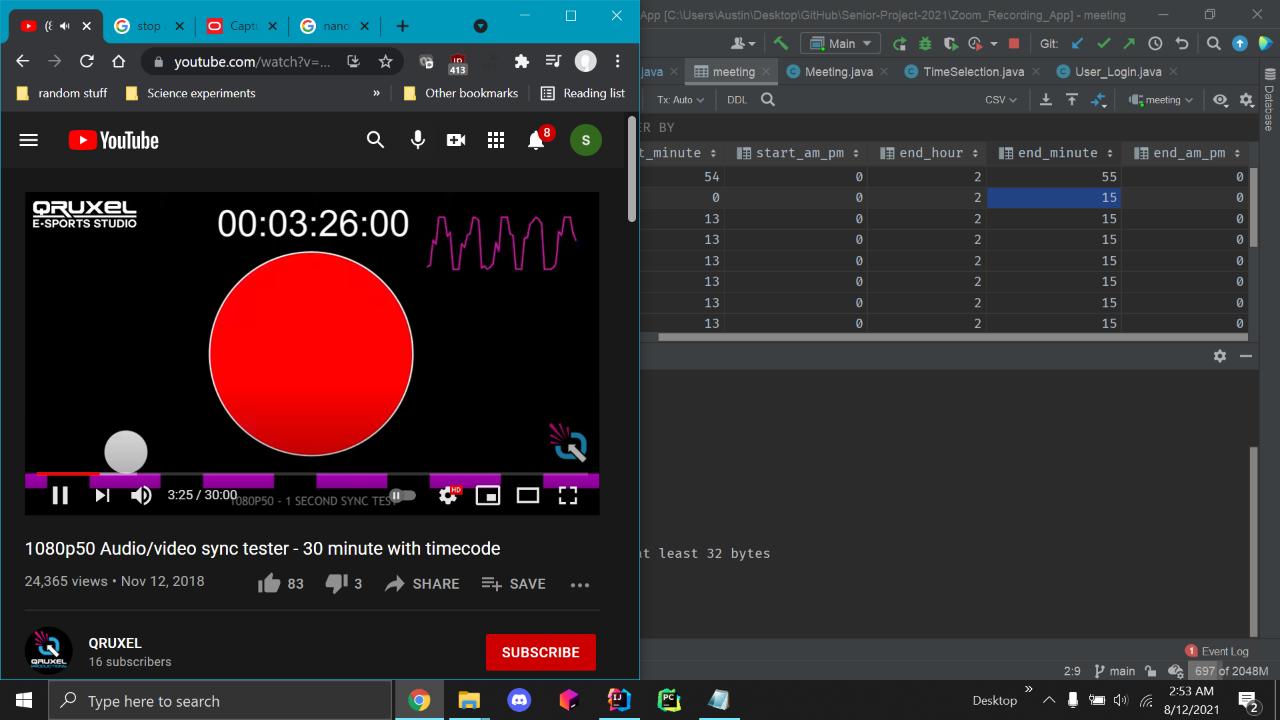 stop
Captu
nano
youtube.com/watch?v=...
413
random stuff
Science experiments
»
Other bookmarks
Reading list
YouTube
8
S
QRUXEL
E-SPORTS STUDIO
00:03:26:00
3:25 / 30:00
1080P50 - 1 SECOND SYNC TEST
HD
1080p50 Audio/video sync tester - 30 minute with timecode
24,365 views • Nov 12, 2018
83
3
SHARE
SAVE
QRUXEL
16 subscribers
SUBSCRIBE
App [C:\Users\Austin\Desktop\GitHub\Senior-Project-2021\Zoom_Recording_App] - meeting
Main
Git:
java
meeting
Meeting.java
TimeSelection.java
User_Login.java
Tx: Auto
DDL
CSV
meeting
Database
ER BY
t_minute start_am_pm end_hour end_minute end_am_pm
54 0 2 55 0
0 0 2 15 0
13 0 2 15 0
13 0 2 15 0
13 0 2 15 0
13 0 2 15 0
13 0 2 15 0
13 0 2 15 0
at least 32 bytes
1 Event Log
2:9 main 697 of 2048M
Type here to search
Desktop »
2:53 AM
8/12/2021
2